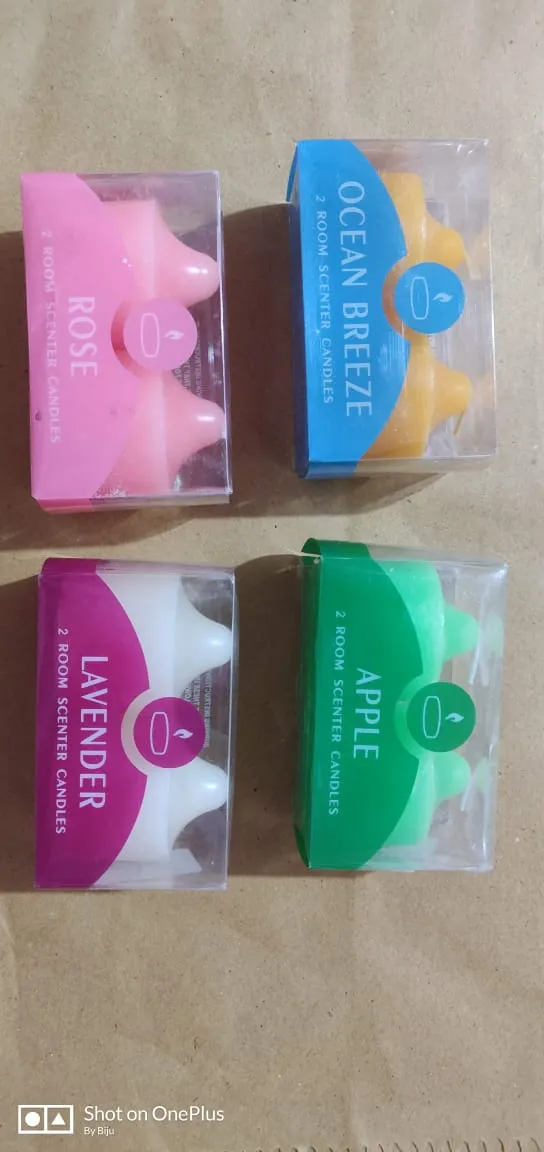 ROSE
2 ROOM SCENTER CANDLES
OCEAN BREEZE
2 ROOM SCENTER CANDLES
LAVENDER
2 ROOM SCENTER CANDLES
APPLE
2 ROOM SCENTER CANDLES
Shot on OnePlus
By Biju